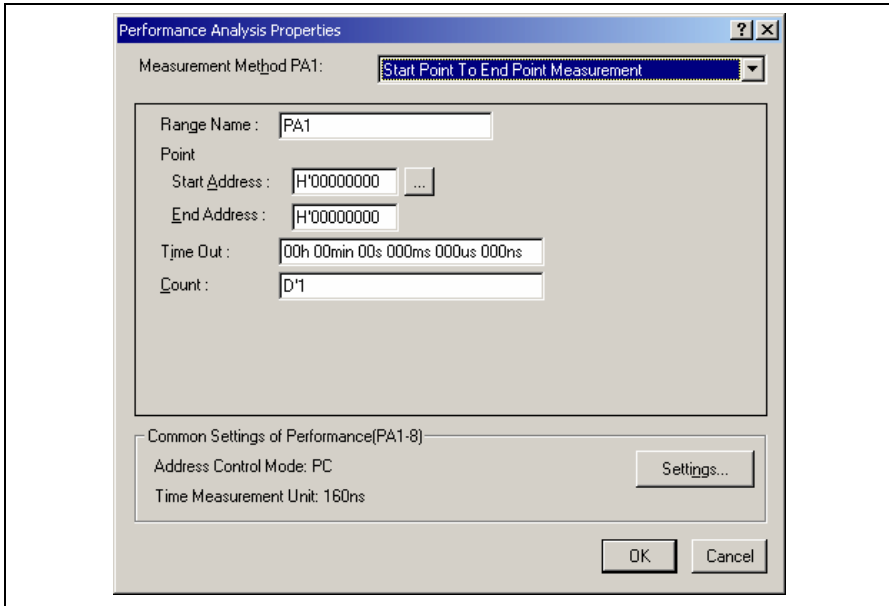 Performance Analysis Properties
Measurement Method PA1: Start Point To End Point Measurement
Range Name : PA1
Point
Start Address : H'00000000 ...
End Address : H'00000000
Time Out : 00h 00min 00s 000ms 000us 000ns
Count : D'1
Common Settings of Performance(PA1-8)
Address Control Mode: PC
Settings...
Time Measurement Unit: 160ns
OK Cancel